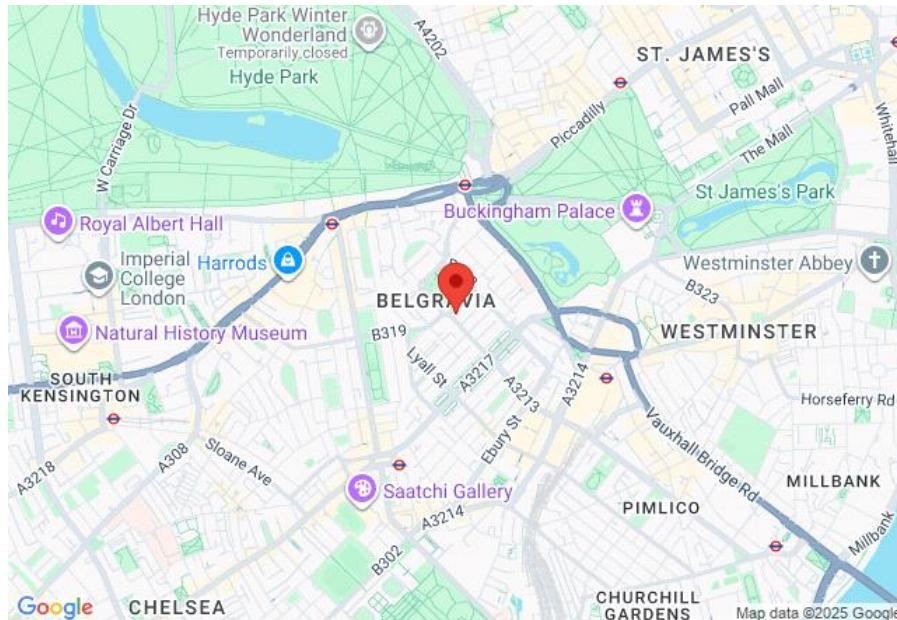 Hyde Park Winter
Wonderland
Temporarily closed
Hyde Park
A4202
ST. JAMES'S
Pall Mall
Piccadilly
The Mall
Whitehall
W Carriage Dr
St James's Park
Royal Albert Hall
Buckingham Palace
Imperial
College
London
Harrods
Westminster Abbey
B323
BELGRAVIA
Natural History Museum
B319
WESTMINSTER
Lyall St
A3217
A3213
A3214
SOUTH
KENSINGTON
Horseferry Rd
Ebury St
Vauxhall Bridge Rd
A3218
A308
Sloane Ave
Saatchi Gallery
MILLBANK
PIMLICO
A3214
B302
Millbank
CHURCHILL
GARDENS
CHELSEA
Google
Map data ©2025 Google